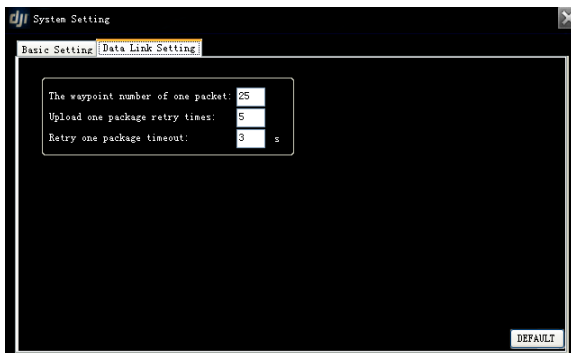 dji System Setting
Basic Setting Data Link Setting
The waypoint number of one packet: 25
Upload one package retry times: 5
Retry one package timeout: 3 s
DEFAULT